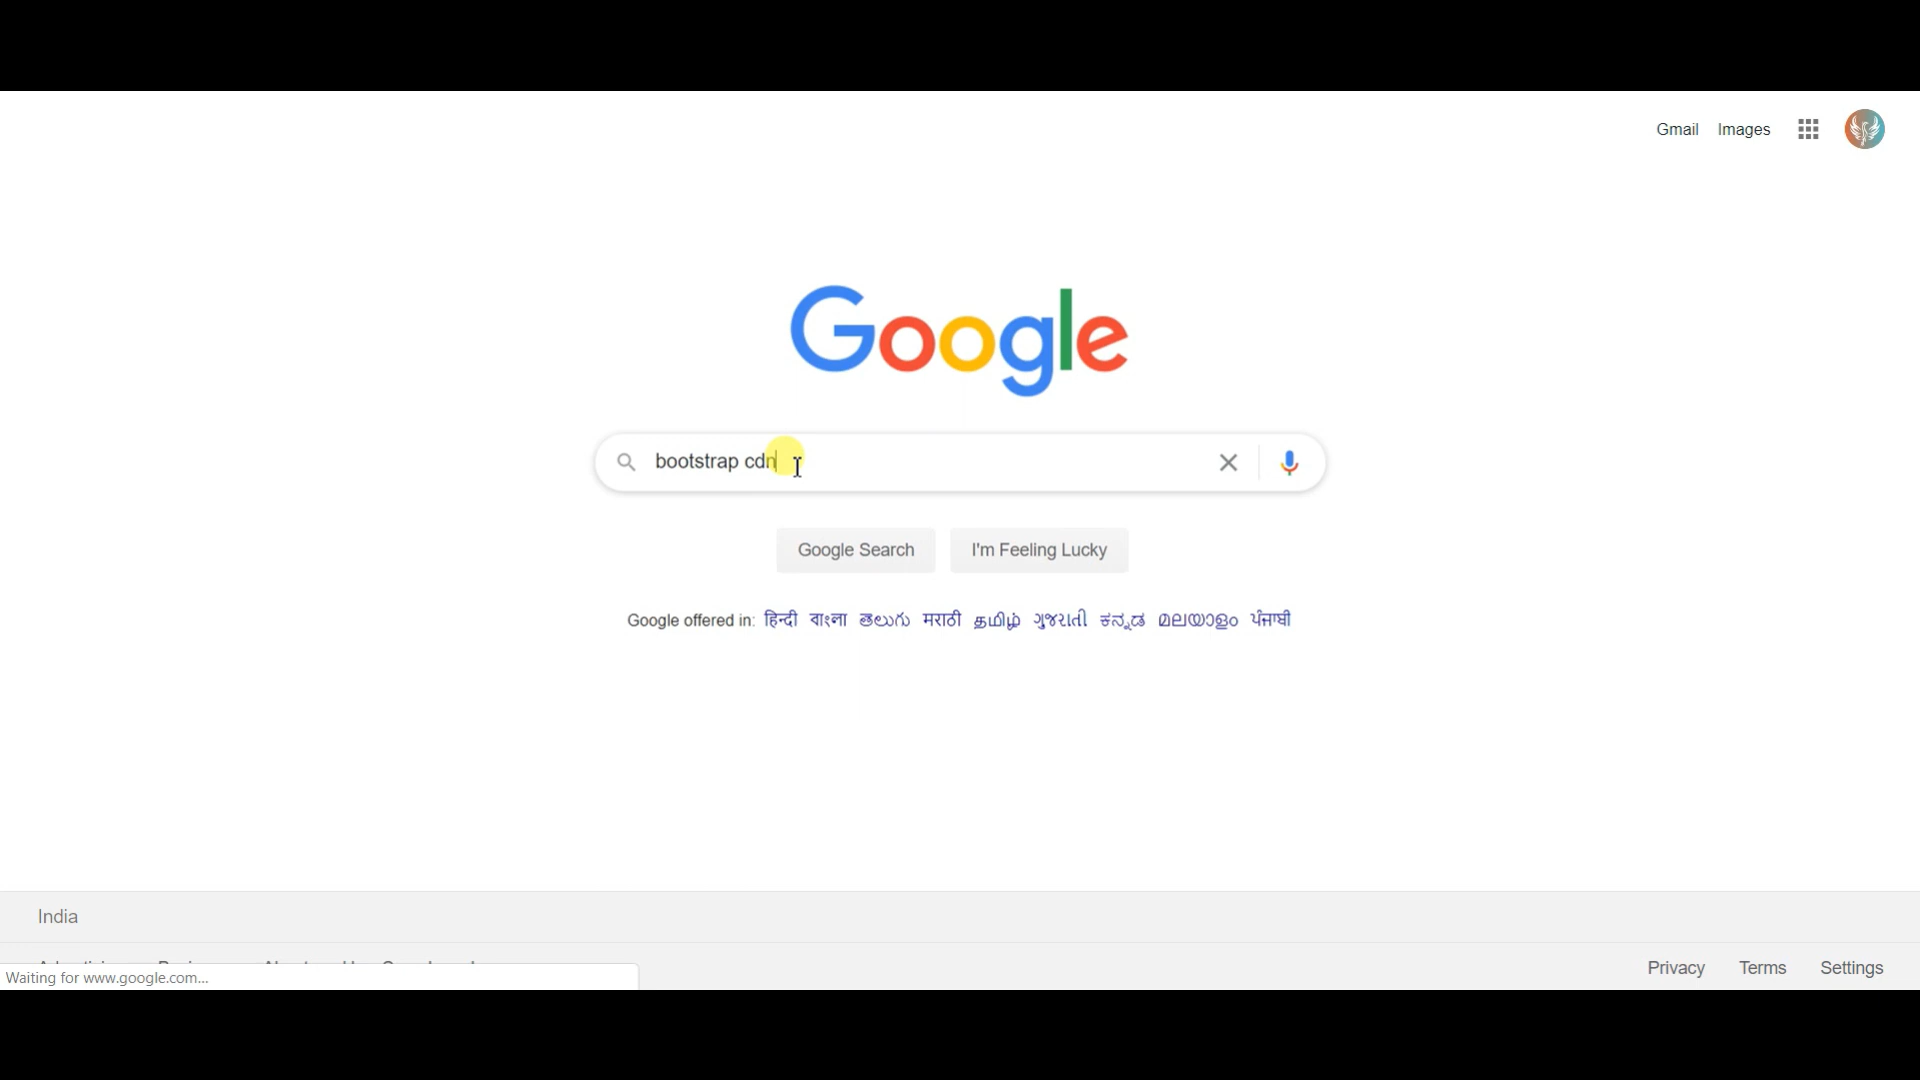 Gmail Images
Google
bootstrap cdn
Google Search I'm Feeling Lucky
Google offered in: हिन्दी বাংলা తెలుగు मराठी தமிழ் ગુજરાતી ಕನ್ನಡ മലയാളം ਪੰਜਾਬੀ
India
Privacy Terms Settings
Waiting for www.google.com...